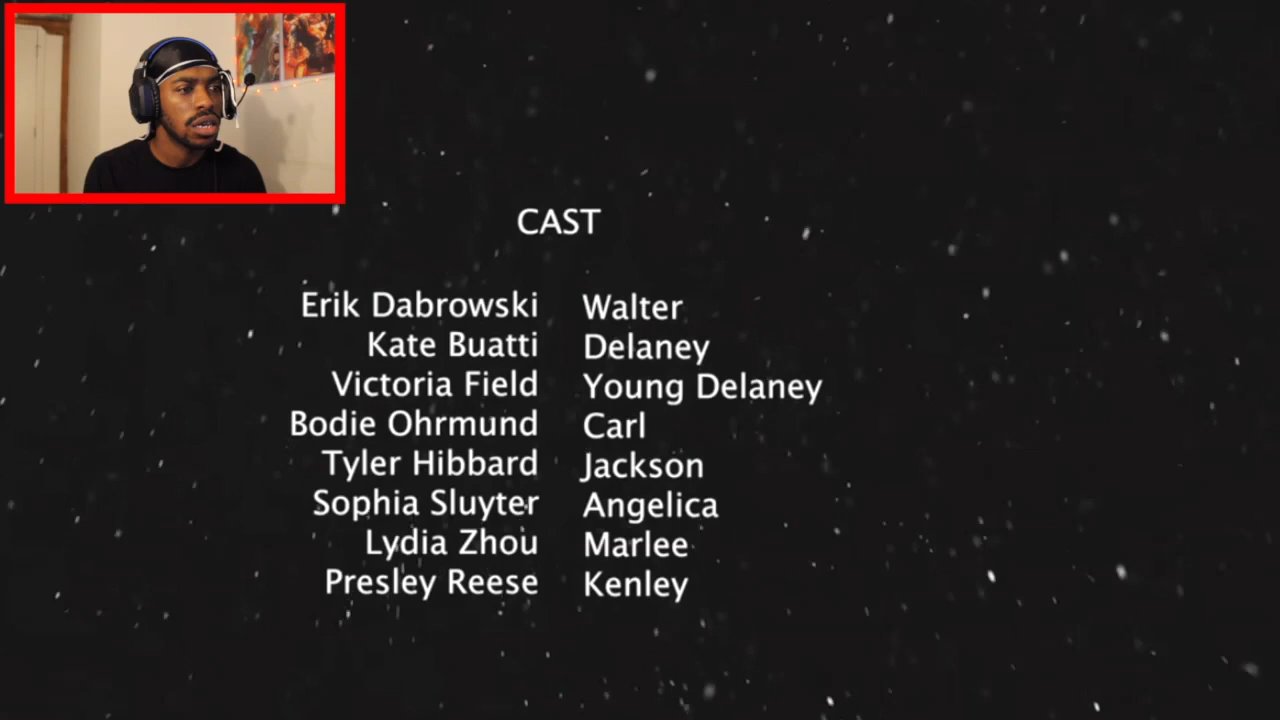 CAST
Erik Dabrowski Walter
Kate Buatti Delaney
Victoria Field Young Delaney
Bodie Ohrmund Carl
Tyler Hibbard Jackson
Sophia Sluyter Angelica
Lydia Zhou Marlee
Presley Reese Kenley